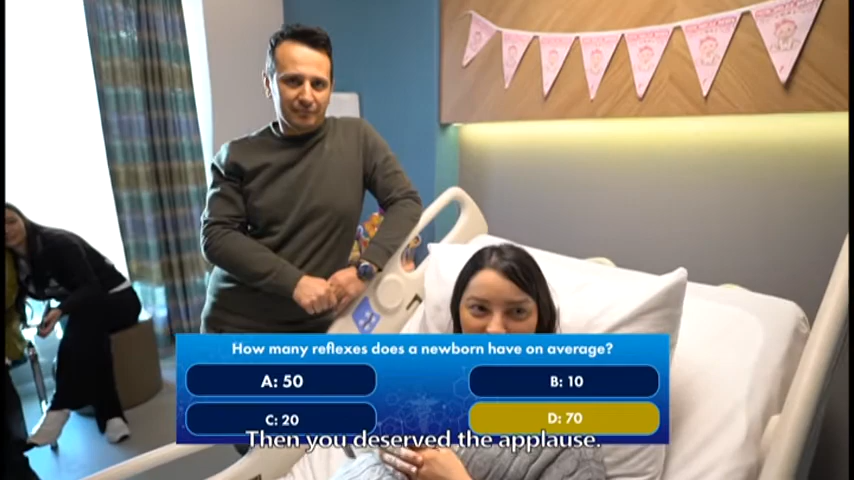 How many reflexes does a newborn have on average?
A: 50
B: 10
C: 20
D: 70
Then you deserved the applause.